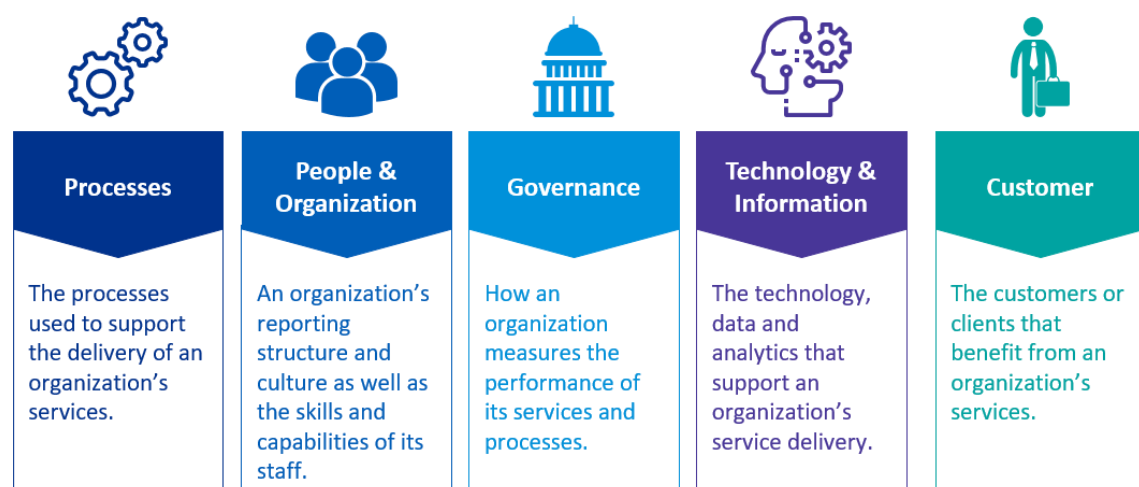 Processes
The processes
used to support
the delivery of an
organization's
services.
People &
Organization
An organization's
reporting
structure and
culture as well as
the skills and
capabilities of its
staff.
Governance
How an
organization
measures the
performance of
its services and
processes.
Technology &
Information
The technology,
data and
analytics that
support an
organization's
service delivery.
Customer
The customers or
clients that
benefit from an
organization's
services.